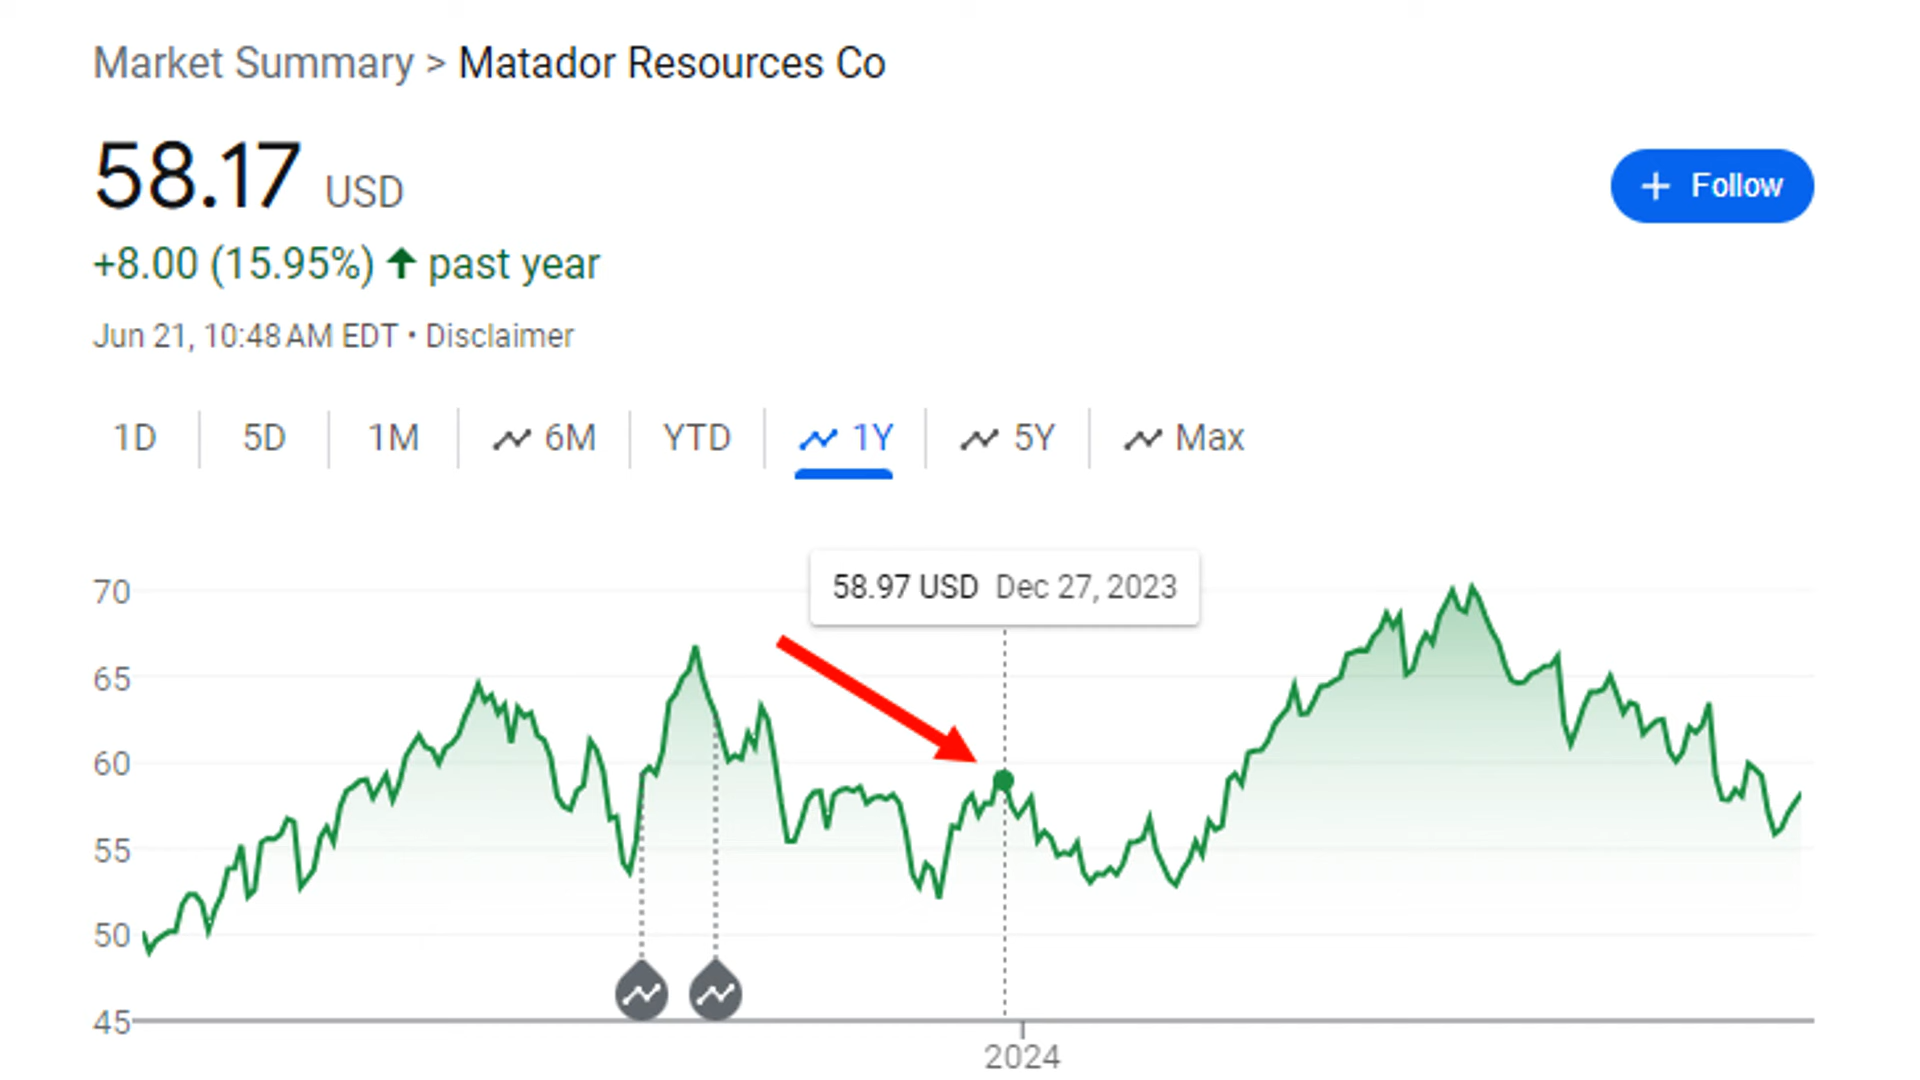 Market Summary > Matador Resources Co
58.17 USD
+ Follow
+8.00 (15.95%) ↑ past year
Jun 21, 10:48 AM EDT • Disclaimer
1D 5D 1M 6M YTD 1Y 5Y Max
58.97 USD Dec 27, 2023
70
65
60
55
50
45
2024